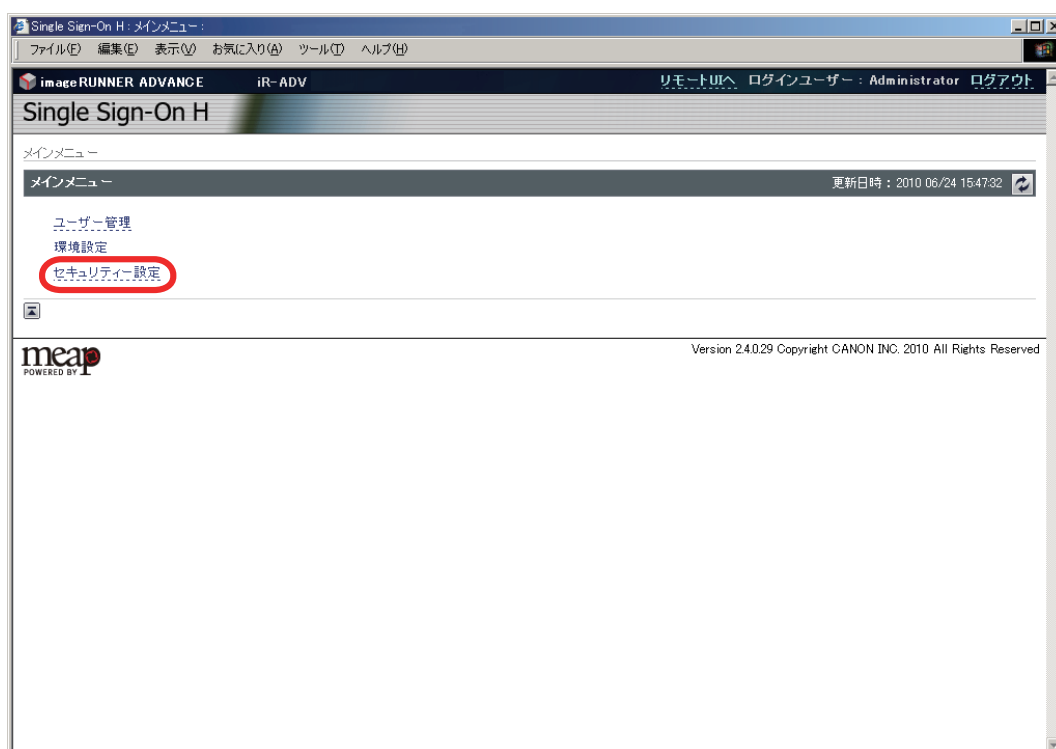 Single Sign-On H : メインメニュー :
ファイル(F) 編集(E) 表示(V) お気に入り(A) ツール(T) ヘルプ(H)
imageRUNNER ADVANCE iR-ADV リモートUIへ ログインユーザー : Administrator ログアウト
Single Sign-On H
メインメニュー
メインメニュー 更新日時 : 2010 06/24 15:47:32
ユーザー管理
環境設定
セキュリティー設定
meap Version 2.4.0.29 Copyright CANON INC. 2010 All Rights Reserved
POWERED BY